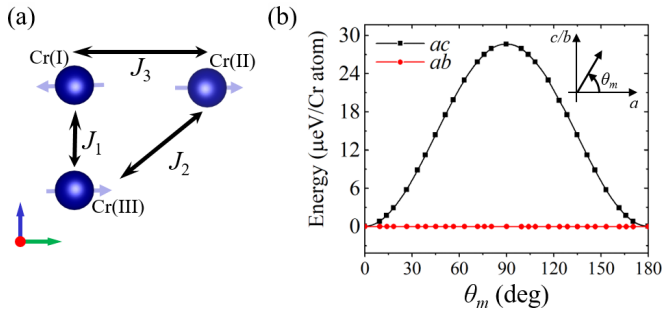 (a)
Cr(I)
Cr(II)
J3
J1
J2
Cr(III)
(b)
Energy (μeV/Cr atom)
30
24
18
12
6
0
ac
ab
c/b
θm
a
0
30
60
90
120
150
180
θm (deg)